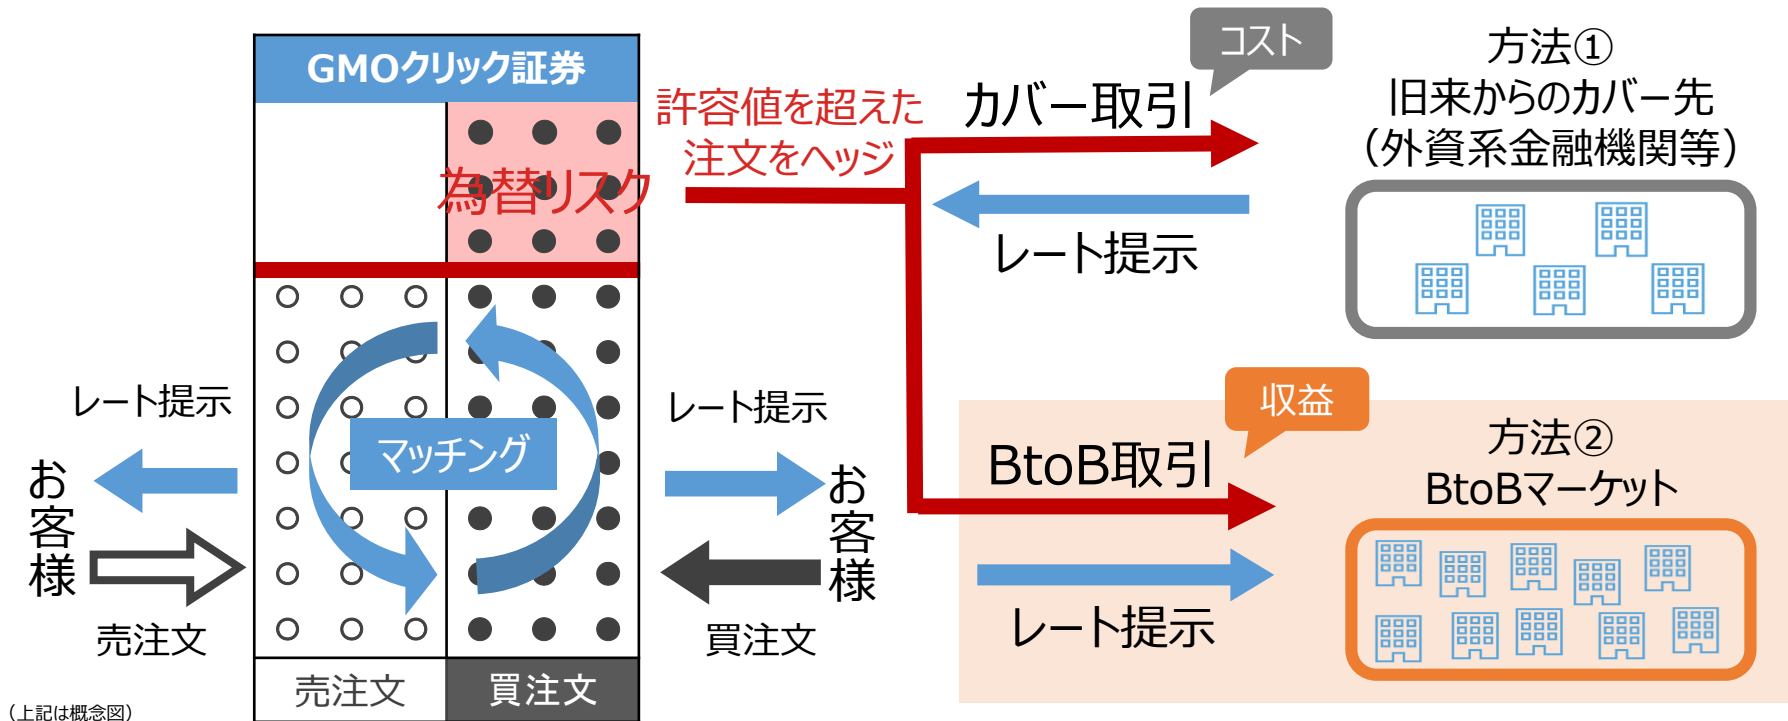 GMOクリック証券
為替リスク
マッチング
売注文
買注文
レート提示
お客様
売注文
レート提示
お客様
買注文
許容値を超えた
注文をヘッジ
コスト
カバー取引
レート提示
方法①
旧来からのカバー先
（外資系金融機関等）
収益
BtoB取引
レート提示
方法②
BtoBマーケット
（上記は概念図）